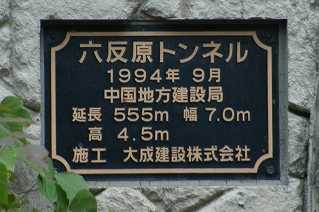 六反原トンネル
1994年 9月
中国地方建設局
延長 555m 幅 7.0m
高 4.5m
施工 大成建設株式会社